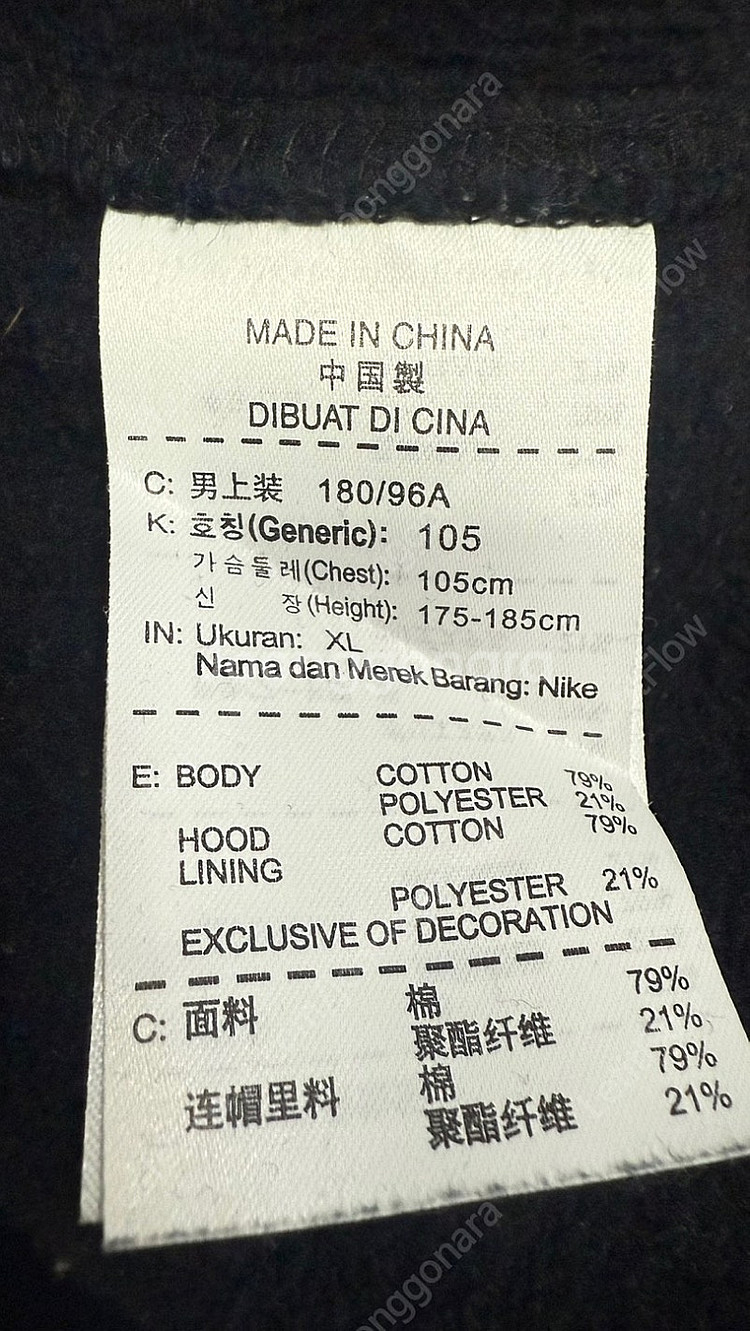 MADE IN CHINA
中国製
DIBUAT DI CINA
C: 男上装 180/96A
K: 호칭(Generic): 105
가슴둘레(Chest): 105cm
신 장(Height): 175-185cm
IN: Ukuran: XL
Nama dan Merek Barang: Nike
E: BODY COTTON 79%
POLYESTER 21%
HOOD COTTON 79%
LINING
POLYESTER 21%
EXCLUSIVE OF DECORATION
C: 面料 棉 79%
聚酯纤维 21%
连帽里料 棉 79%
聚酯纤维 21%